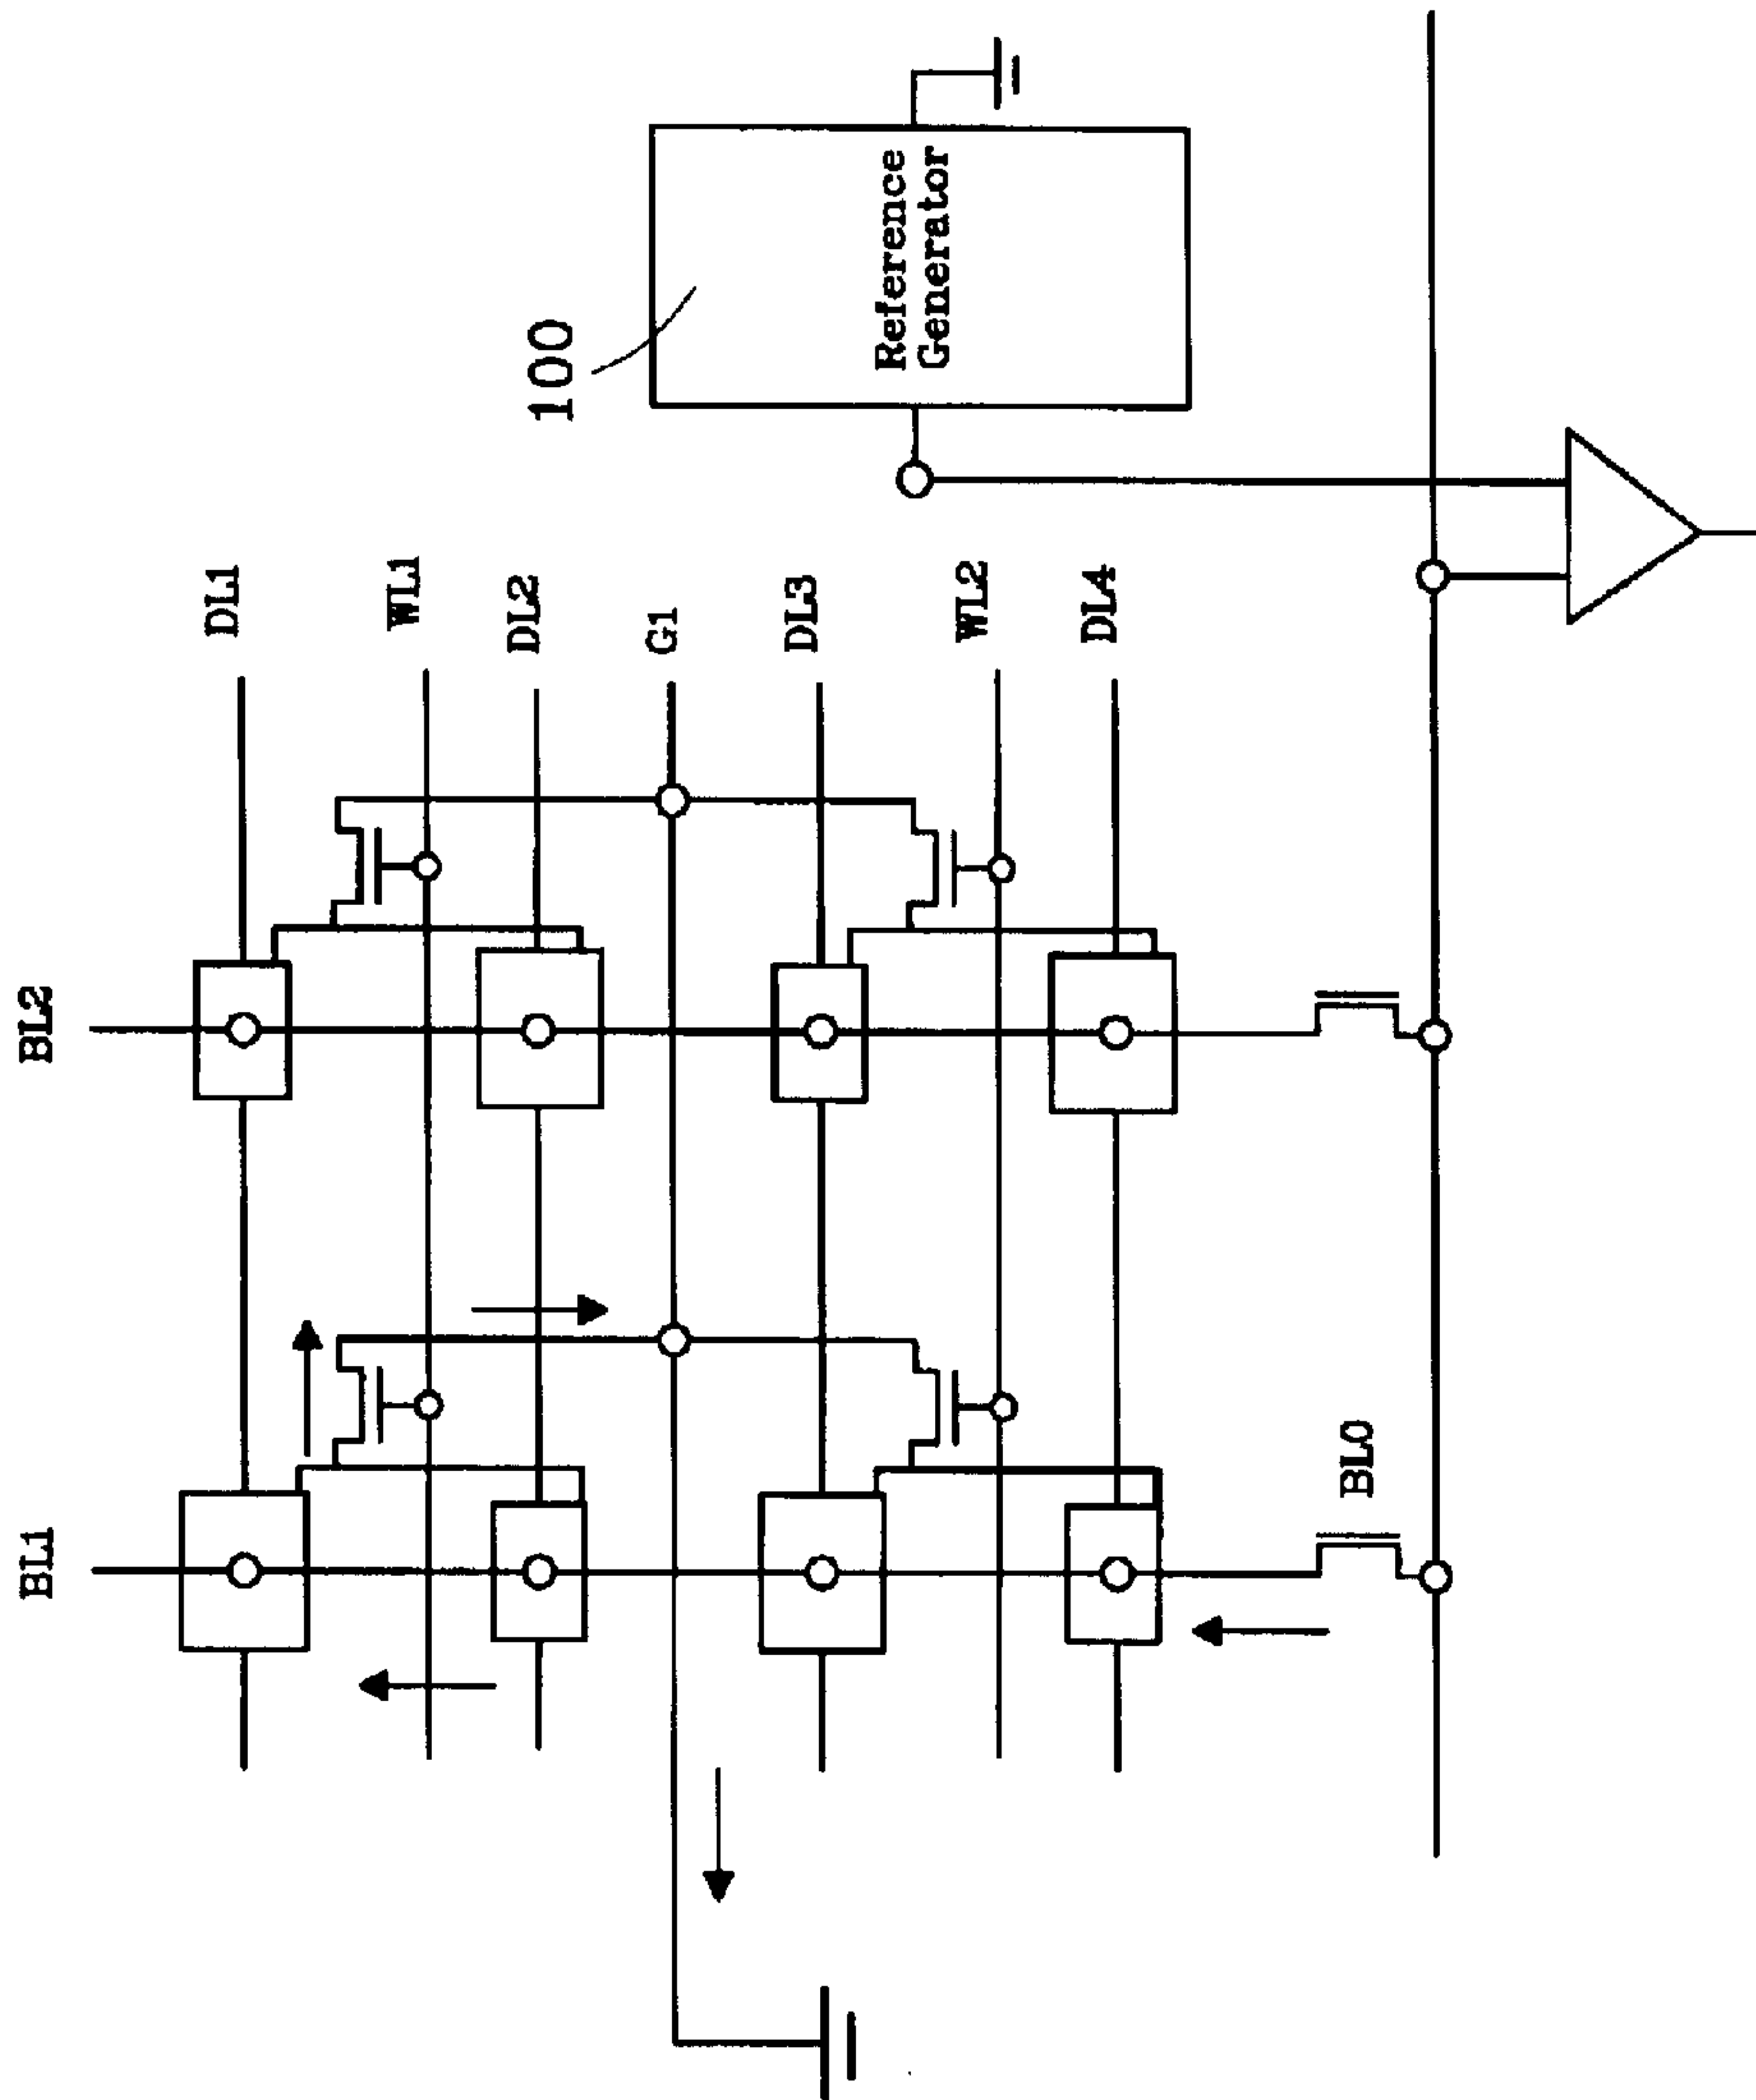 BL1
BL2
DL1
WL1
DL2
100
G1
DL3
Reference
Generator
WL2
DL4
BL0